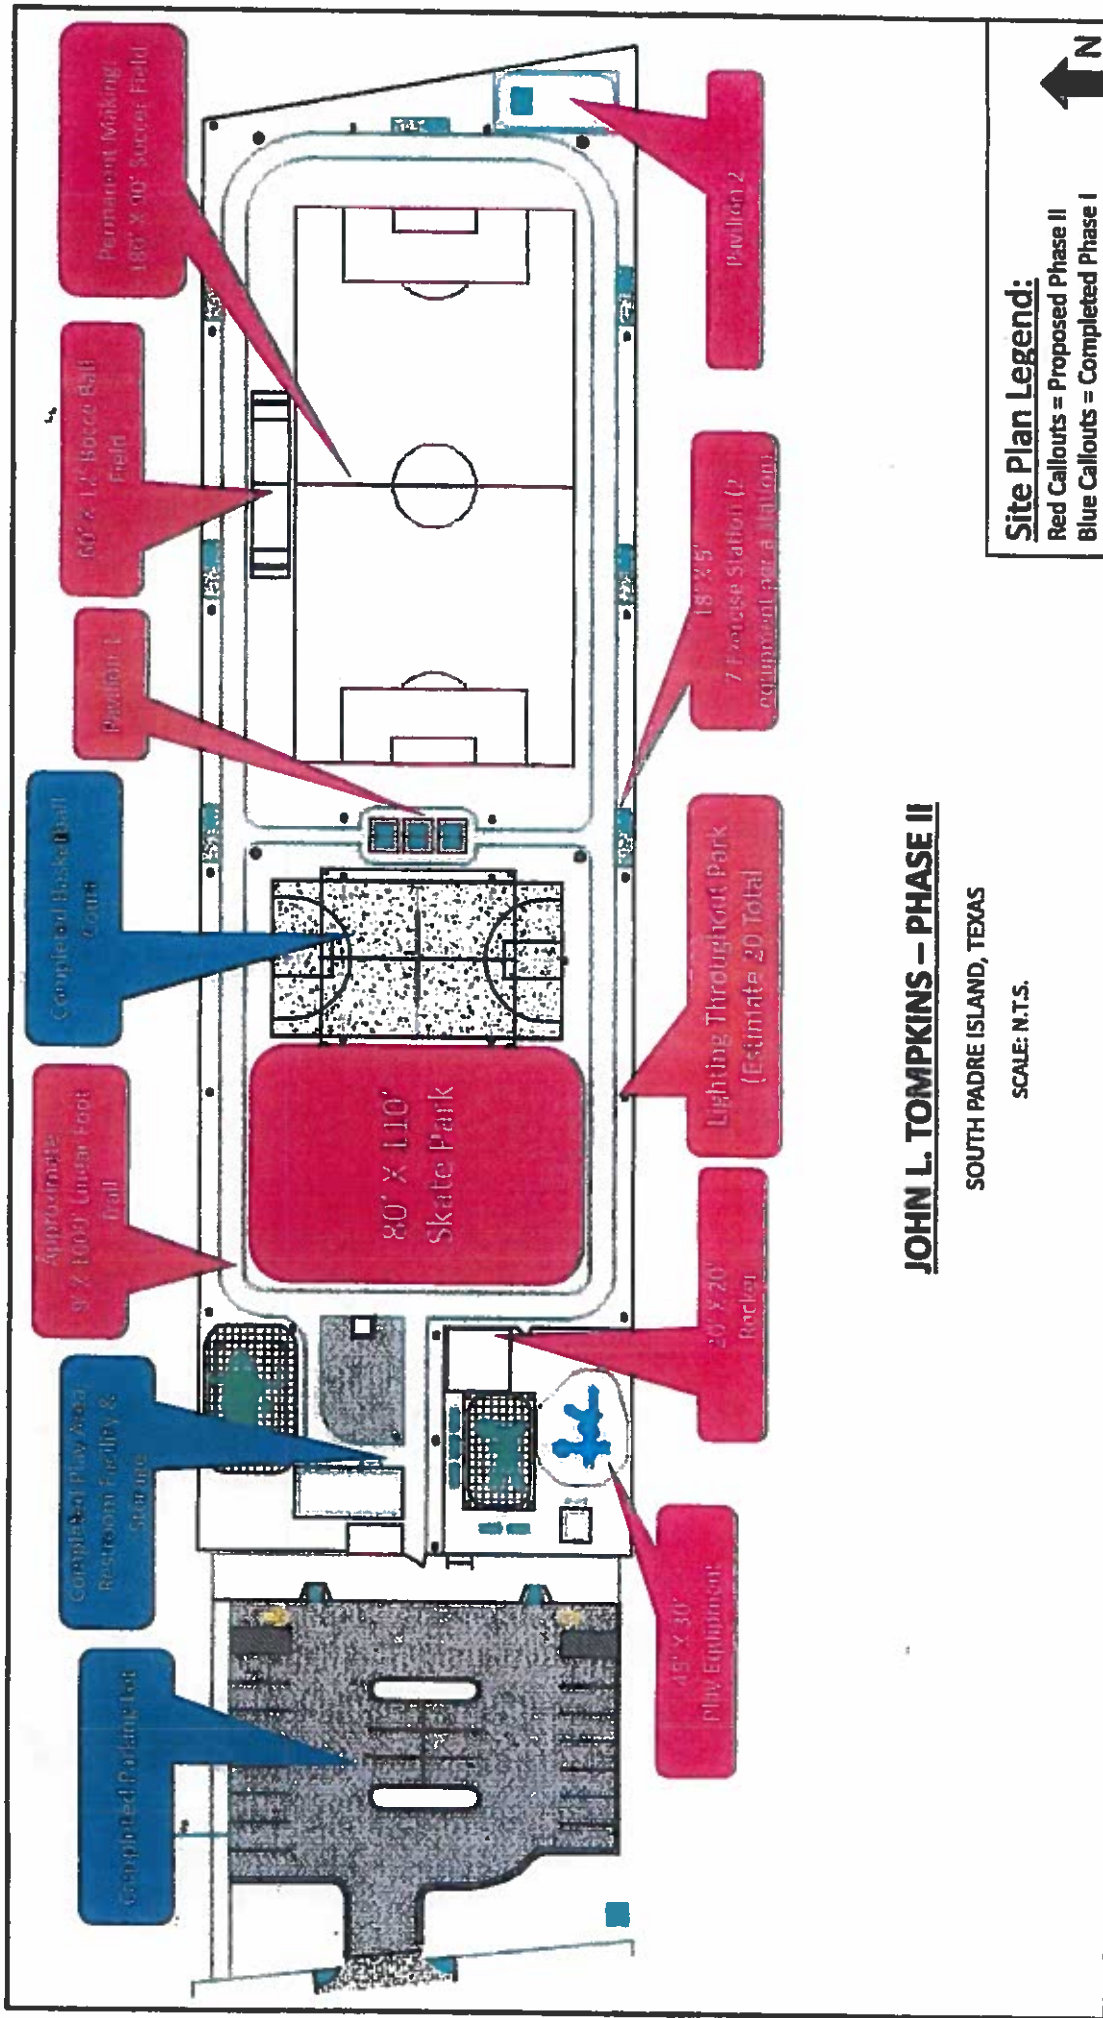 Completed Parking Lot
Completed Play Area,
Restroom Facility &
Storage
Approximate
9' X 1000' Linear Foot
Trail
Completed Basketball
Court
Pavilion 1
60' X 12' Bocce Ball
Field
Permanent Making:
180' X 90' Soccer Field
80' X 110'
Skate Park
45' X 30'
Play Equipment
20' X 20'
Rocket
Lighting Throughout Park
(Estimate 20 Total
18' X 5'
7 Exercise Station (2
equipment per a station)
Pavilion 2
JOHN L. TOMPKINS – PHASE II
SOUTH PADRE ISLAND, TEXAS
SCALE: N.T.S.
Site Plan Legend:
Red Callouts = Proposed Phase II
Blue Callouts = Completed Phase I
N